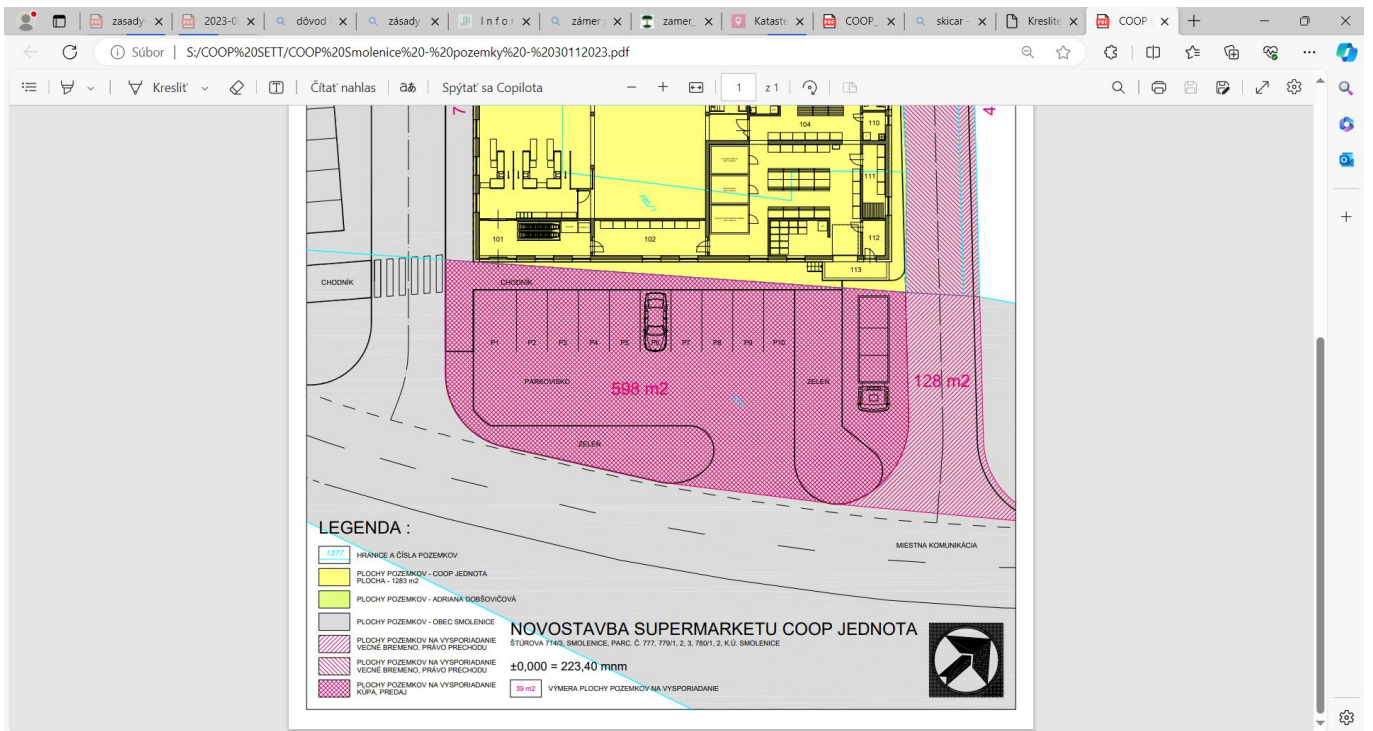 zasady-
2023-0
dôvod
zásady
I n f o r
zámer
zamer_
Kataste
COOP_
skicar -
Kreslite
COOP S
Súbor
S:/COOP%20SETT/COOP%20Smolenice%20-%20pozemky%20-%2030112023.pdf
Kresliť
Čítať nahlas
Spýtať sa Copilota
1
z 1
7
4
104
110
111
780/1
101
102
112
113
CHODNÍK
CHODNÍK
P1
P2
P3
P4
P5
P6
P7
P8
P9
P10
PARKOVISKO
598 m2
ZELEŇ
128 m2
ZELEŇ
MIESTNA KOMUNIKÁCIA
LEGENDA :
1377
HRANICE A ČÍSLA POZEMKOV
PLOCHY POZEMKOV - COOP JEDNOTA
PLOCHA - 1283 m2
PLOCHY POZEMKOV - ADRIANA DOBŠOVIČOVÁ
PLOCHY POZEMKOV - OBEC SMOLENICE
PLOCHY POZEMKOV NA VYSPORIADANIE
VECNÉ BREMENO, PRÁVO PRECHODU
PLOCHY POZEMKOV NA VYSPORIADANIE
VECNÉ BREMENO, PRÁVO PRECHODU
PLOCHY POZEMKOV NA VYSPORIADANIE
KÚPA, PREDAJ
NOVOSTAVBA SUPERMARKETU COOP JEDNOTA
ŠTÚROVA 714/3, SMOLENICE, PARC. Č. 777, 779/1, 2, 3, 780/1, 2, K.Ú. SMOLENICE
±0,000 = 223,40 mnm
39 m2
VÝMERA PLOCHY POZEMKOV NA VYSPORIADANIE